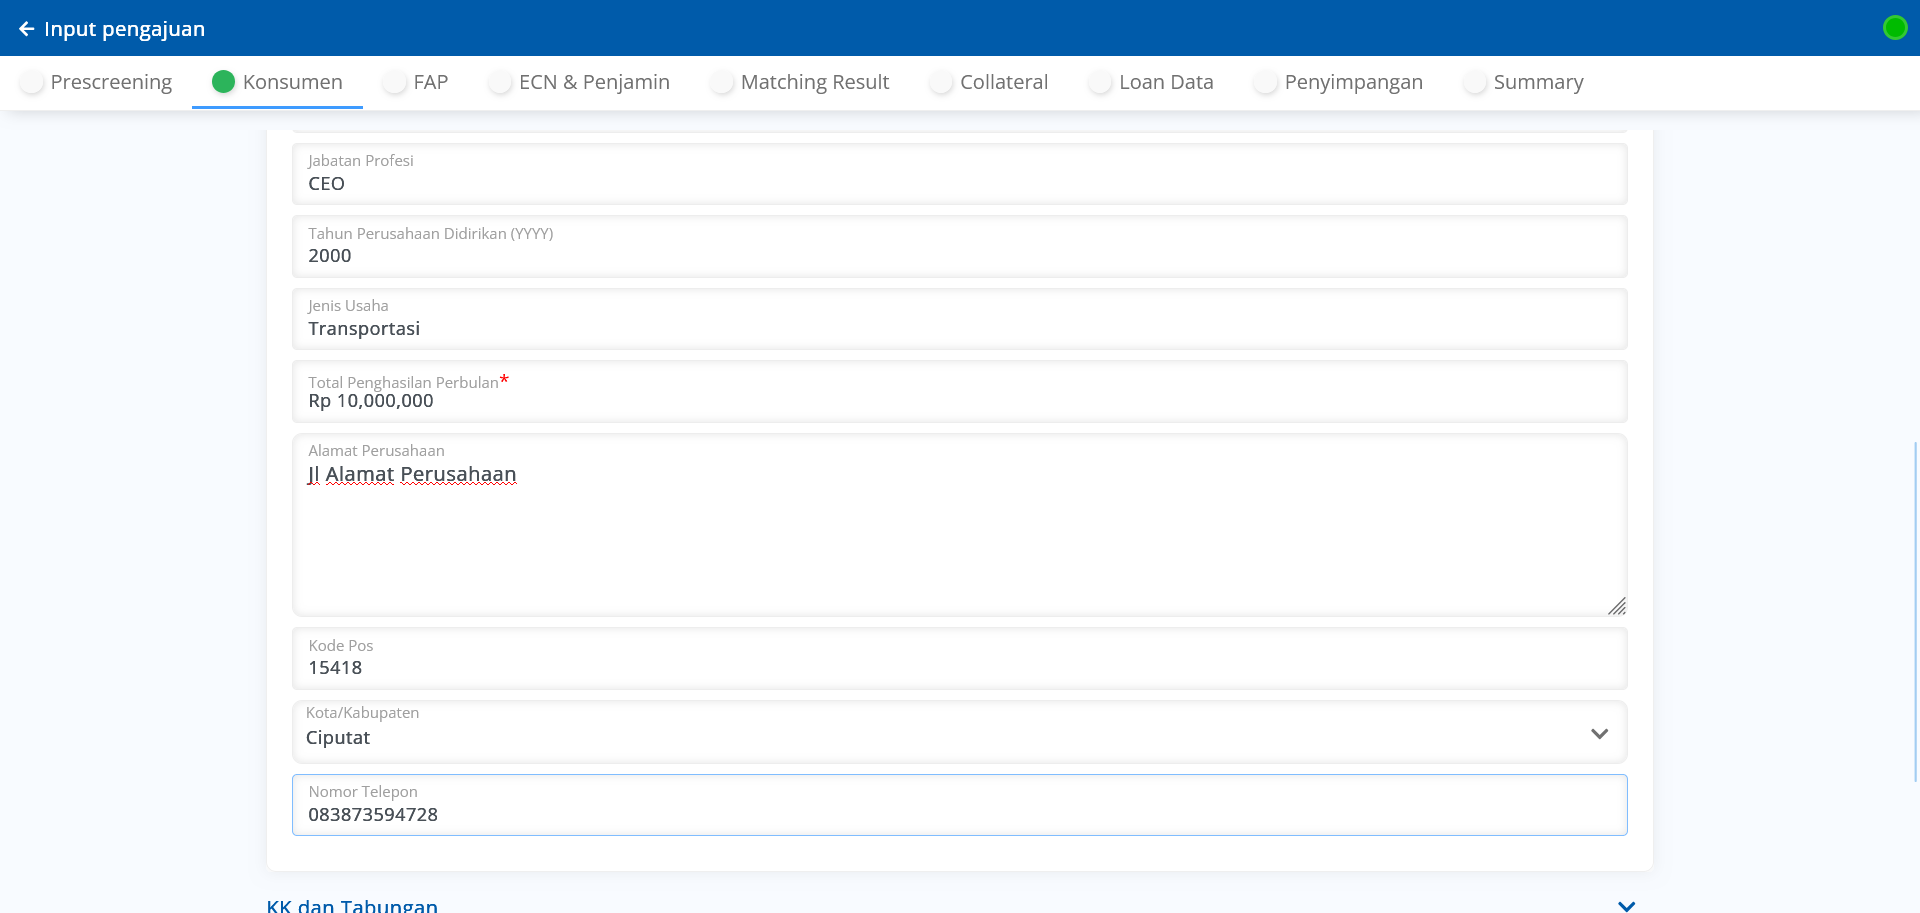 Input pengajuan
Prescreening Konsumen FAP ECN & Penjamin Matching Result Collateral Loan Data Penyimpangan Summary
Jabatan Profesi
CEO
Tahun Perusahaan Didirikan (YYYY)
2000
Jenis Usaha
Transportasi
Total Penghasilan Perbulan*
Rp 10,000,000
Alamat Perusahaan
Jl Alamat Perusahaan
Kode Pos
15418
Kota/Kabupaten
Ciputat
Nomor Telepon
083873594728
KK dan Tabungan